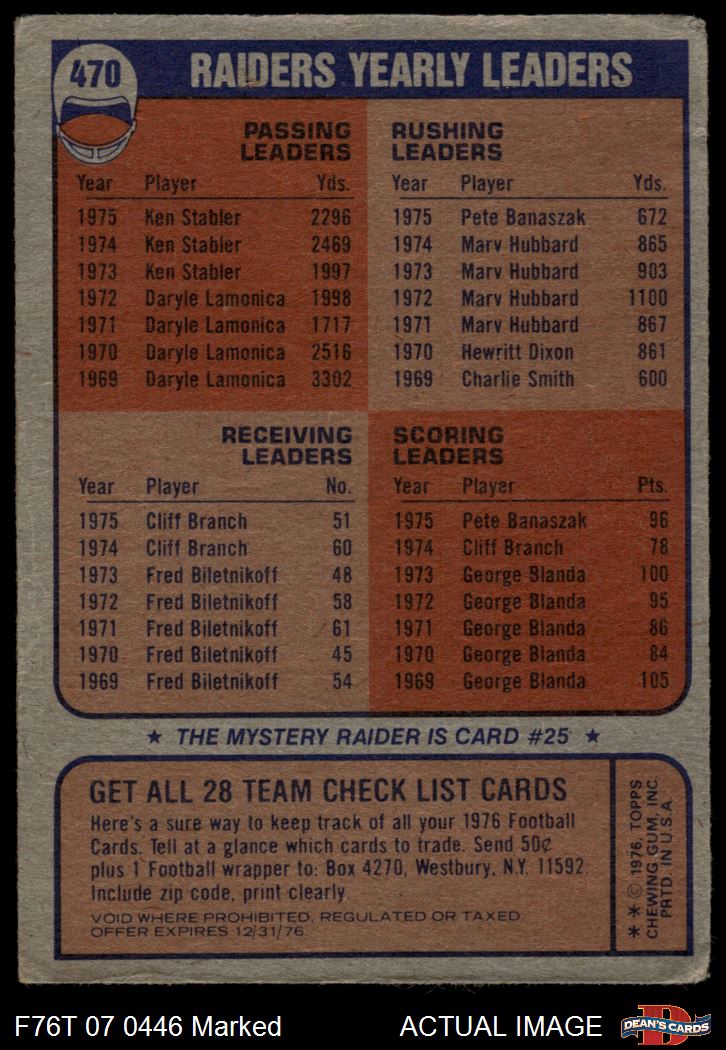 470
RAIDERS YEARLY LEADERS
PASSING
LEADERS
Year Player Yds.
1975 Ken Stabler 2296
1974 Ken Stabler 2469
1973 Ken Stabler 1997
1972 Daryle Lamonica 1998
1971 Daryle Lamonica 1717
1970 Daryle Lamonica 2516
1969 Daryle Lamonica 3302
RUSHING
LEADERS
Year Player Yds.
1975 Pete Banaszak 672
1974 Marv Hubbard 865
1973 Marv Hubbard 903
1972 Marv Hubbard 1100
1971 Marv Hubbard 867
1970 Hewritt Dixon 861
1969 Charlie Smith 600
RECEIVING
LEADERS
Year Player No.
1975 Cliff Branch 51
1974 Cliff Branch 60
1973 Fred Biletnikoff 48
1972 Fred Biletnikoff 58
1971 Fred Biletnikoff 61
1970 Fred Biletnikoff 45
1969 Fred Biletnikoff 54
SCORING
LEADERS
Year Player Pts.
1975 Pete Banaszak 96
1974 Cliff Branch 78
1973 George Blanda 100
1972 George Blanda 95
1971 George Blanda 86
1970 George Blanda 84
1969 George Blanda 105
★ THE MYSTERY RAIDER IS CARD #25 ★
GET ALL 28 TEAM CHECK LIST CARDS
Here's a sure way to keep track of all your 1976 Football
Cards. Tell at a glance which cards to trade. Send 50¢
plus 1 Football wrapper to: Box 4270, Westbury, N.Y. 11592.
Include zip code, print clearly.
VOID WHERE PROHIBITED, REGULATED OR TAXED.
OFFER EXPIRES 12/31/76.
✶ ✶ © 1976, TOPPS
CHEWING GUM, INC.
PRTD. IN U.S.A.
F76T 07 0446 Marked
ACTUAL IMAGE
D
DEAN'S CARDS